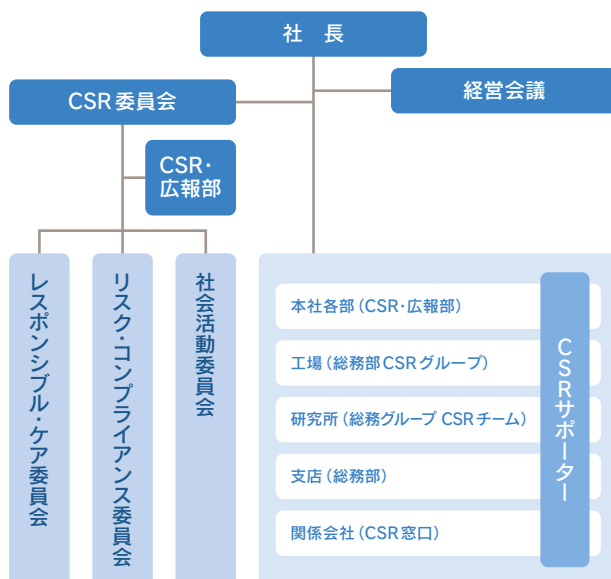 社 長
経営会議
CSR委員会
CSR・
広報部
レスポンシブル・ケア委員会
リスク・コンプライアンス委員会
社会活動委員会
本社各部（CSR・広報部）
工場（総務部CSRグループ）
研究所（総務グループ CSRチーム）
支店（総務部）
関係会社（CSR窓口）
CSRサポーター